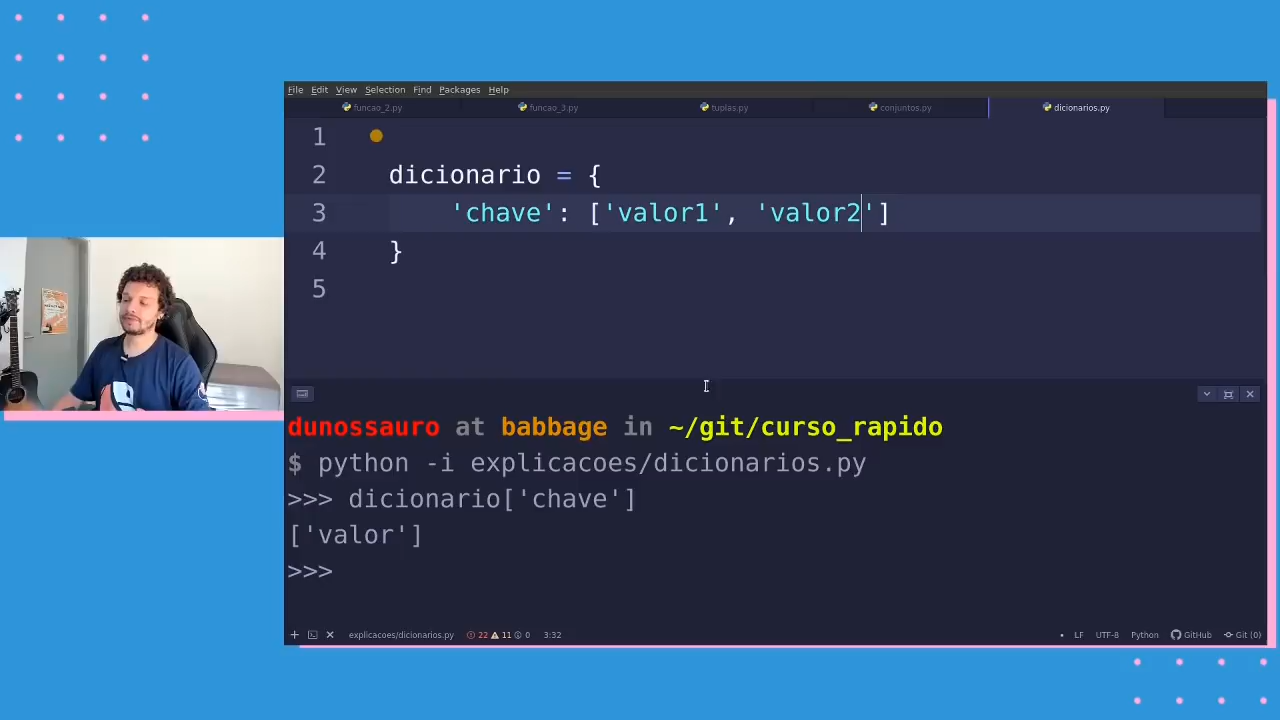 File Edit View Selection Find Packages Help
funcao_2.py funcao_3.py tuplas.py conjuntos.py dicionarios.py
1
2 dicionario = {
3 'chave': ['valor1', 'valor2']
4 }
5
dunossauro at babbage in ~/git/curso_rapido
$ python -i explicacoes/dicionarios.py
>>> dicionario['chave']
['valor']
>>>
explicacoes/dicionarios.py 22 11 0 3:32 LF UTF-8 Python GitHub Git (0)